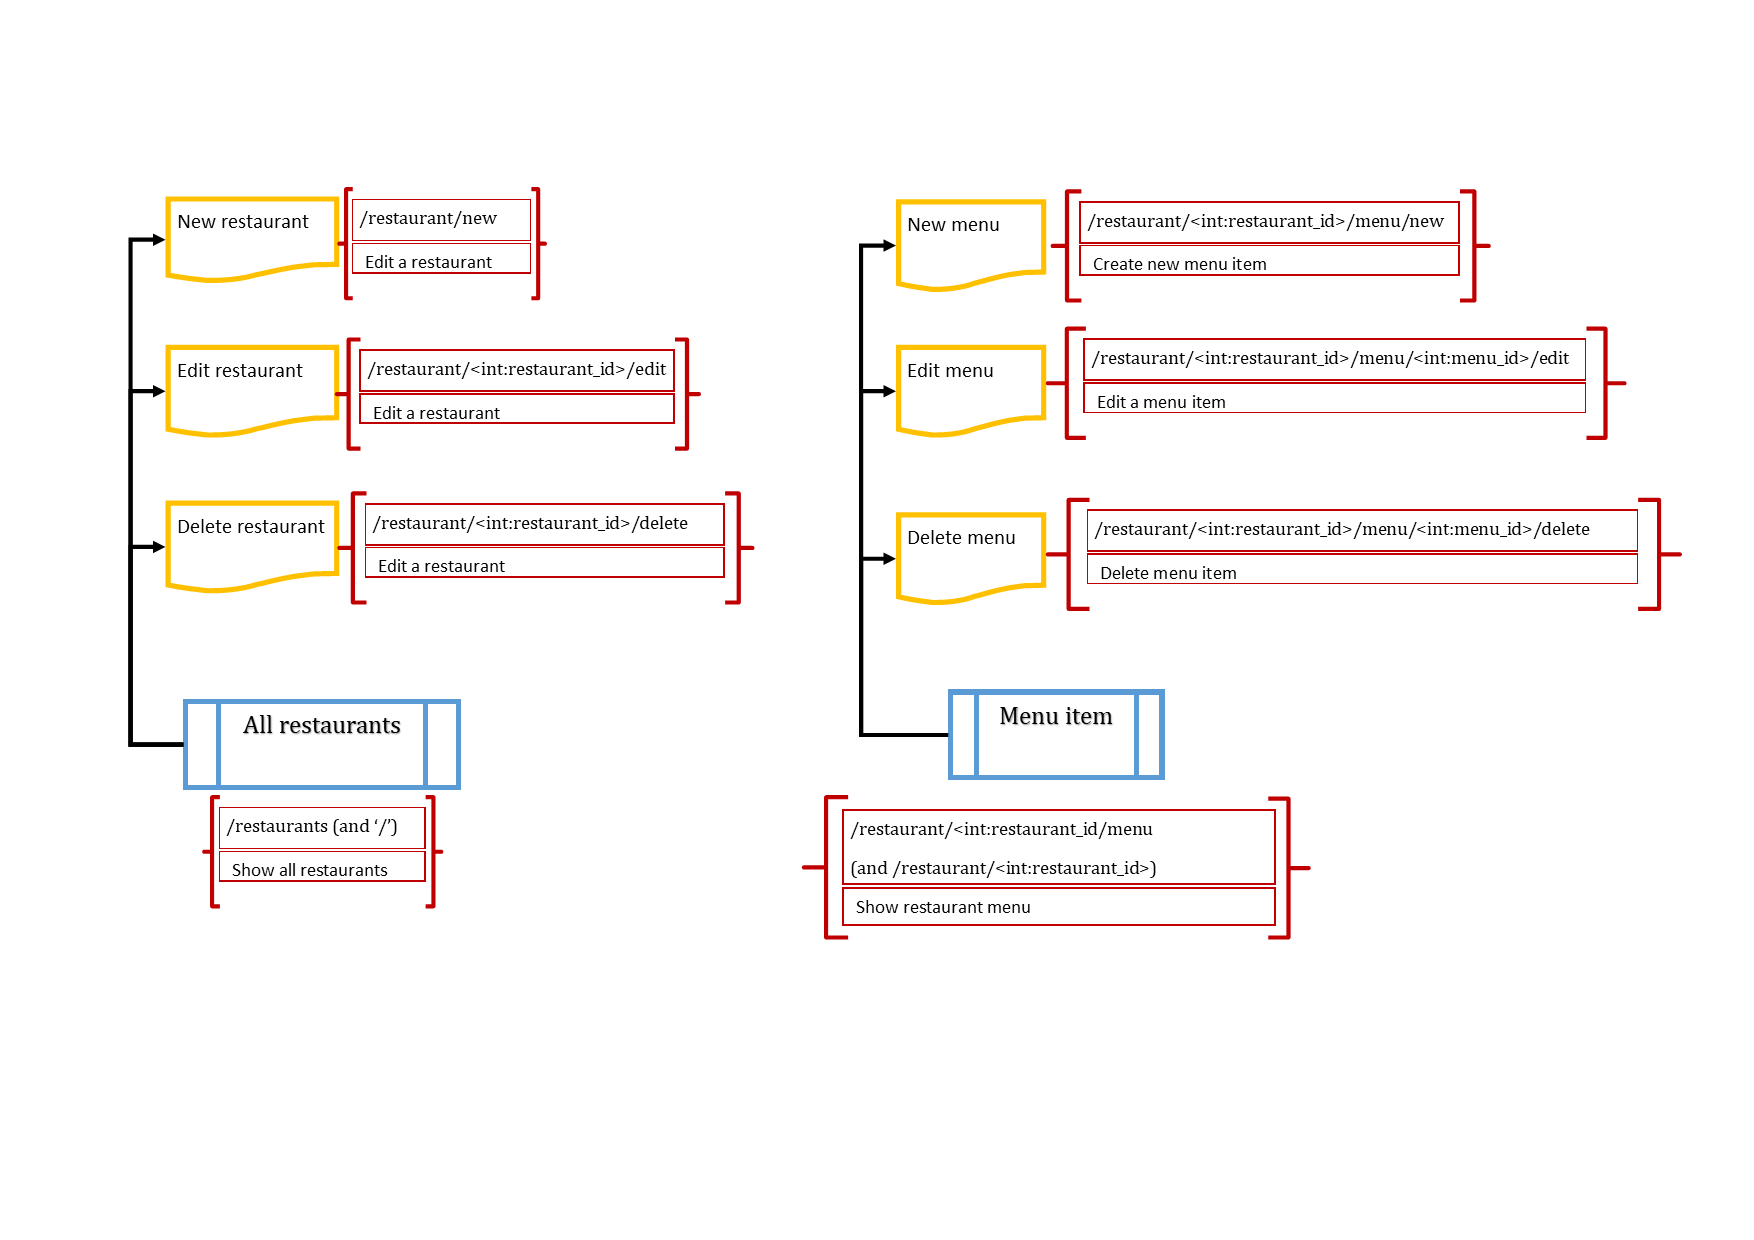 New restaurant
/restaurant/new
Edit a restaurant
Edit restaurant
/restaurant/<int:restaurant_id>/edit
Edit a restaurant
Delete restaurant
/restaurant/<int:restaurant_id>/delete
Edit a restaurant
All restaurants
/restaurants (and ‘/’)
Show all restaurants
New menu
/restaurant/<int:restaurant_id>/menu/new
Create new menu item
Edit menu
/restaurant/<int:restaurant_id>/menu/<int:menu_id>/edit
Edit a menu item
Delete menu
/restaurant/<int:restaurant_id>/menu/<int:menu_id>/delete
Delete menu item
Menu item
/restaurant/<int:restaurant_id/menu
(and /restaurant/<int:restaurant_id>)
Show restaurant menu